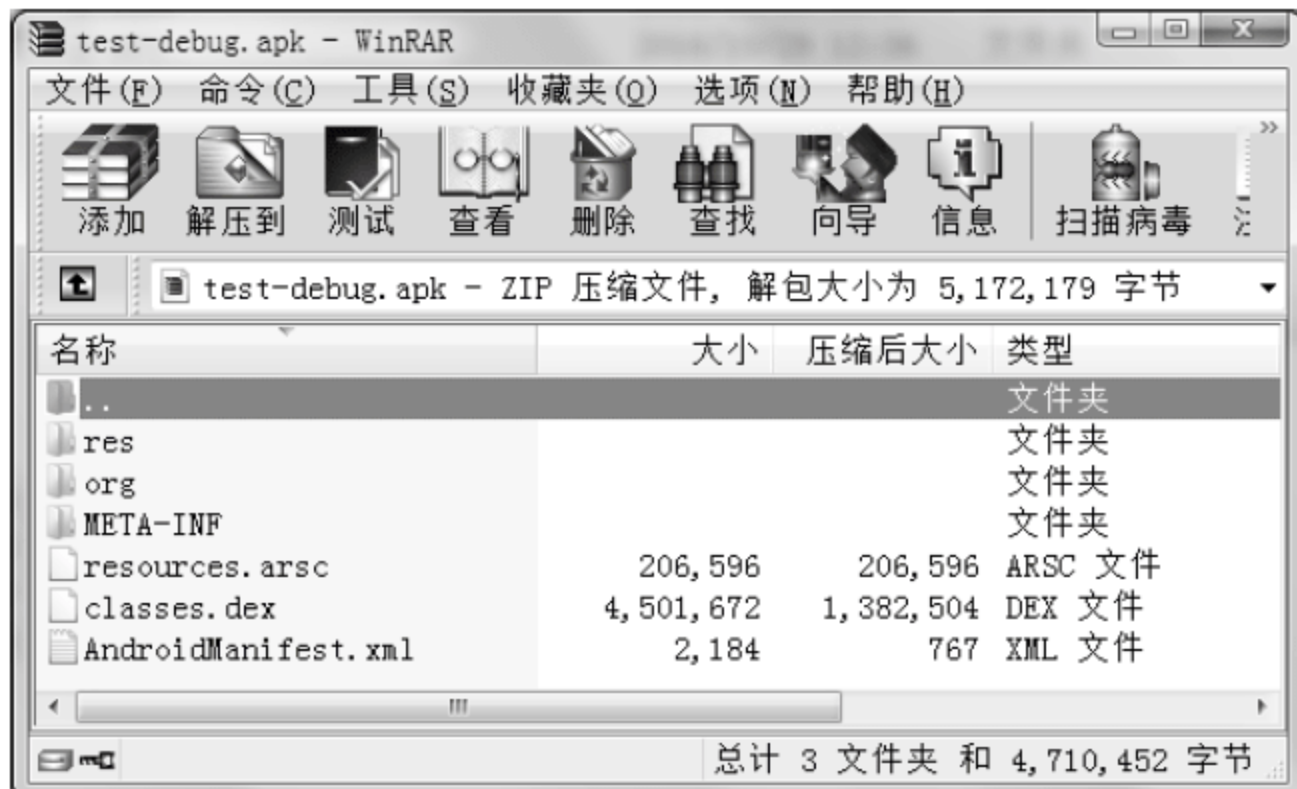 test-debug.apk - WinRAR
文件(F) 命令(C) 工具(S) 收藏夹(O) 选项(N) 帮助(H)
添加 解压到 测试 查看 删除 查找 向导 信息 扫描病毒
test-debug.apk - ZIP 压缩文件, 解包大小为 5,172,179 字节
名称 大小 压缩后大小 类型
.. 文件夹
res 文件夹
org 文件夹
META-INF 文件夹
resources.arsc 206,596 206,596 ARSC 文件
classes.dex 4,501,672 1,382,504 DEX 文件
AndroidManifest.xml 2,184 767 XML 文件
总计 3 文件夹 和 4,710,452 字节